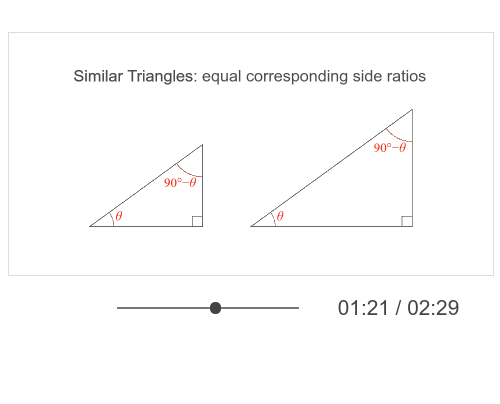 Similar Triangles: equal corresponding side ratios
90°−θ
90°−θ
θ
θ
01:21 / 02:29